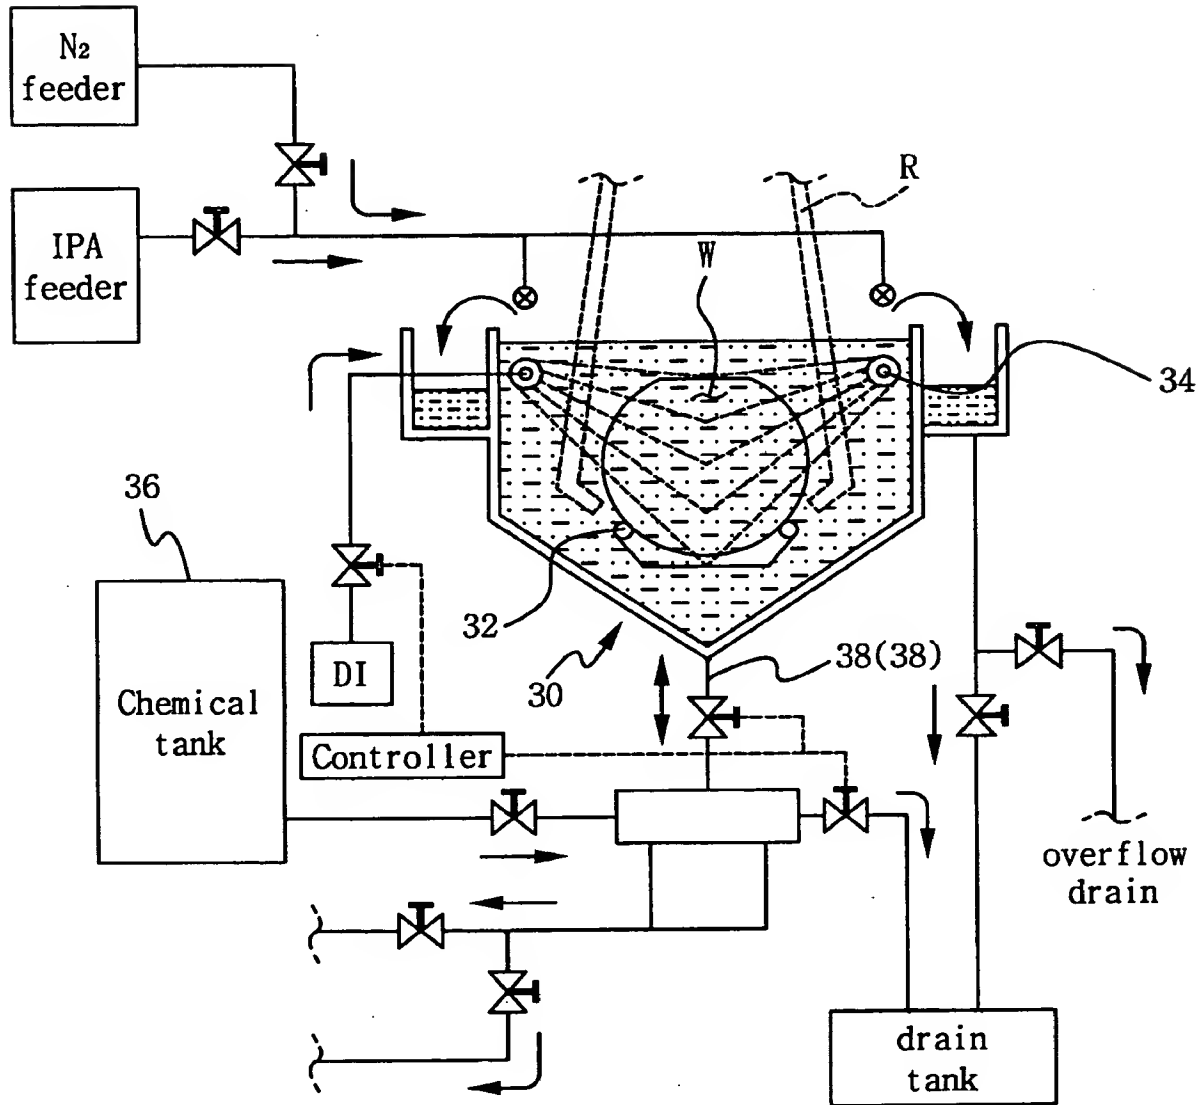 N2
feeder
IPA
feeder
R
W
34
36
32
30
38(38)
DI
Chemical
tank
Controller
overflow
drain
drain
tank